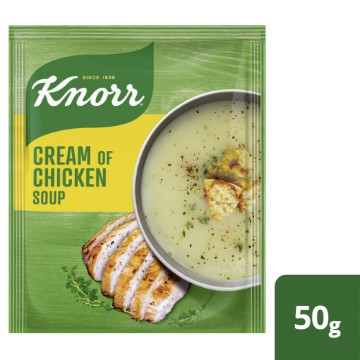 SINCE 1838
Knorr
CREAM OF
CHICKEN
SOUP
50g